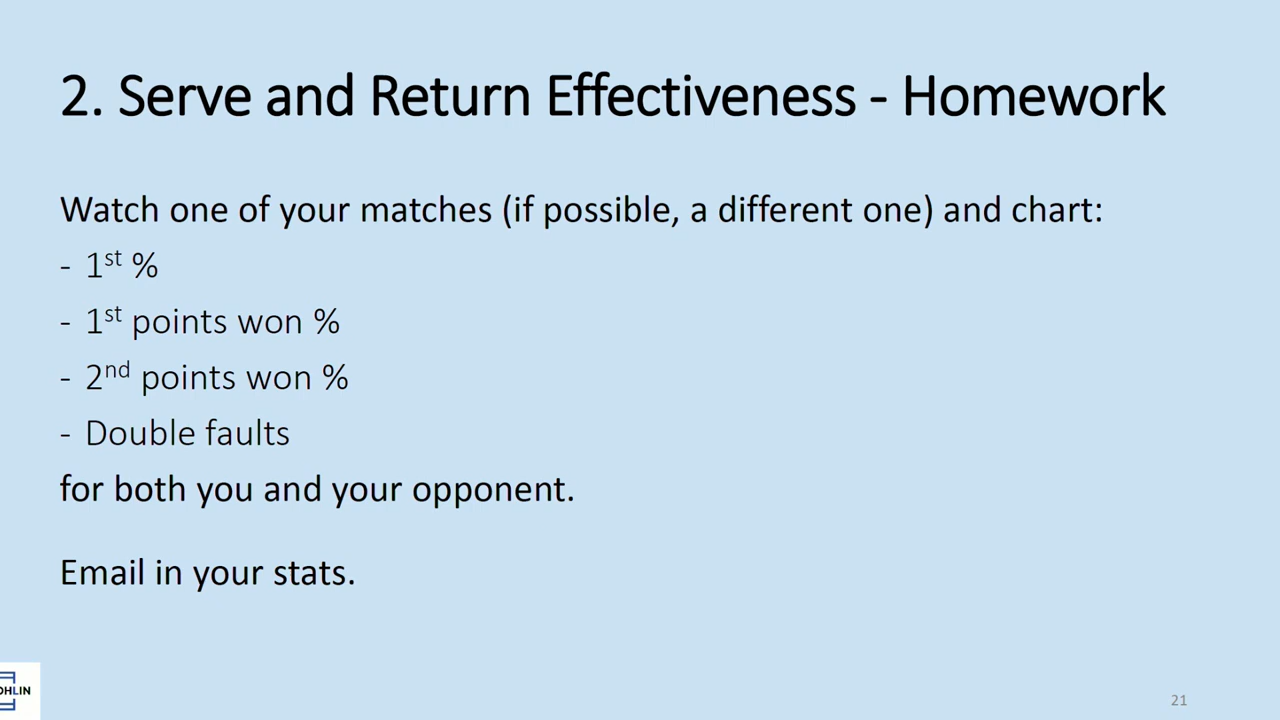 2. Serve and Return Effectiveness - Homework
Watch one of your matches (if possible, a different one) and chart:
- 1st %
- 1st points won %
- 2nd points won %
- Double faults
for both you and your opponent.
Email in your stats.
OHLIN
21